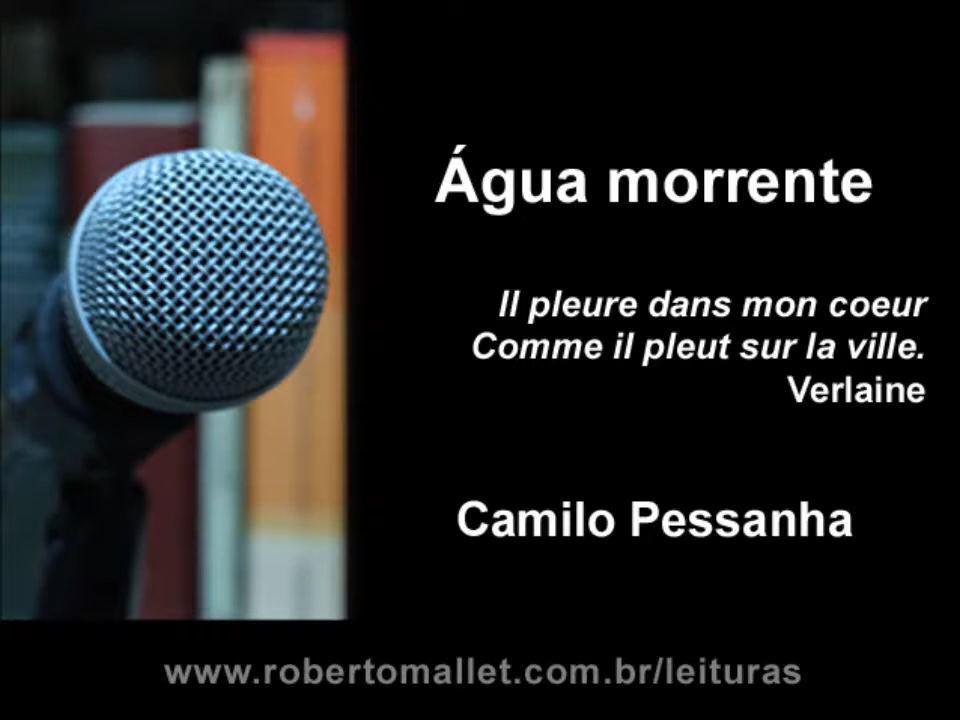 Água morrente
Il pleure dans mon coeur
Comme il pleut sur la ville.
Verlaine
Camilo Pessanha
www.robertomallet.com.br/leituras